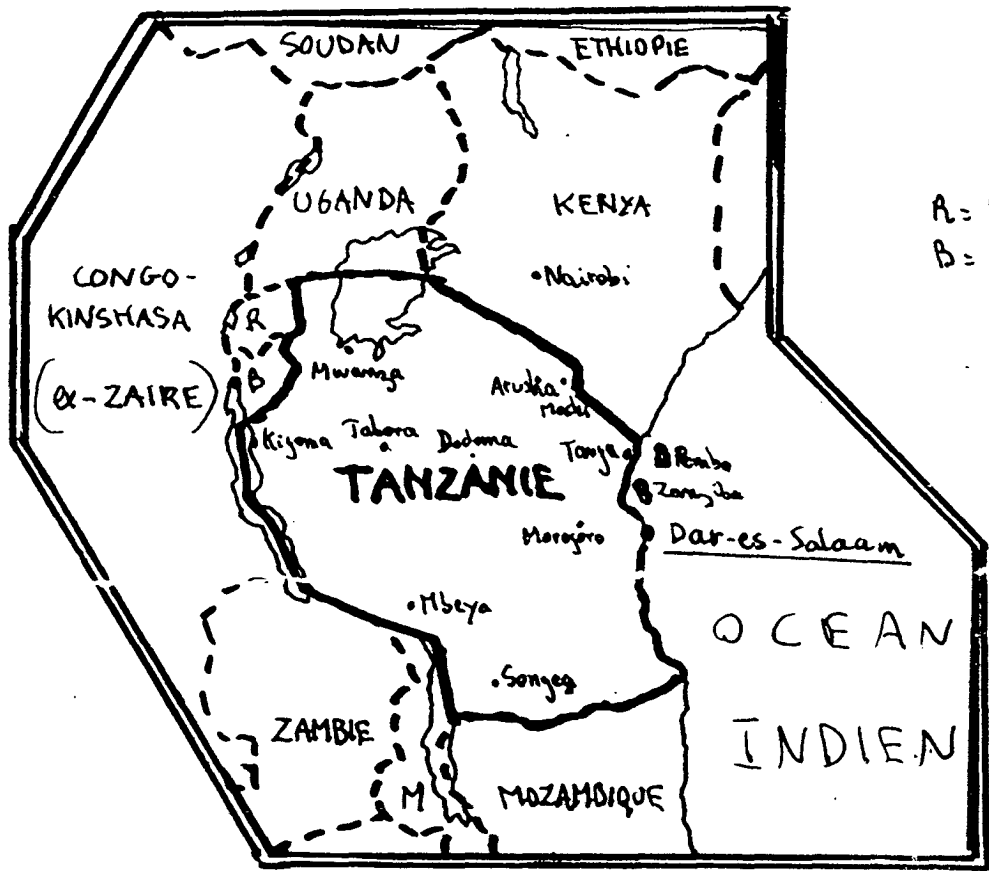 SOUDAN
ETHIOPIE
UGANDA
KENYA
R =
B =
CONGO-
KINSHASA
(ex-ZAIRE)
Nairobi
R
B
Mwanza
Arusha
Moshi
Kigoma
Tabora
Dodoma
Tanga
Pemba
Zanziba
TANZANIE
Morogoro
Dar-es-Salaam
Mbeya
OCEAN
Songea
ZAMBIE
INDIEN
M
MOZAMBIQUE